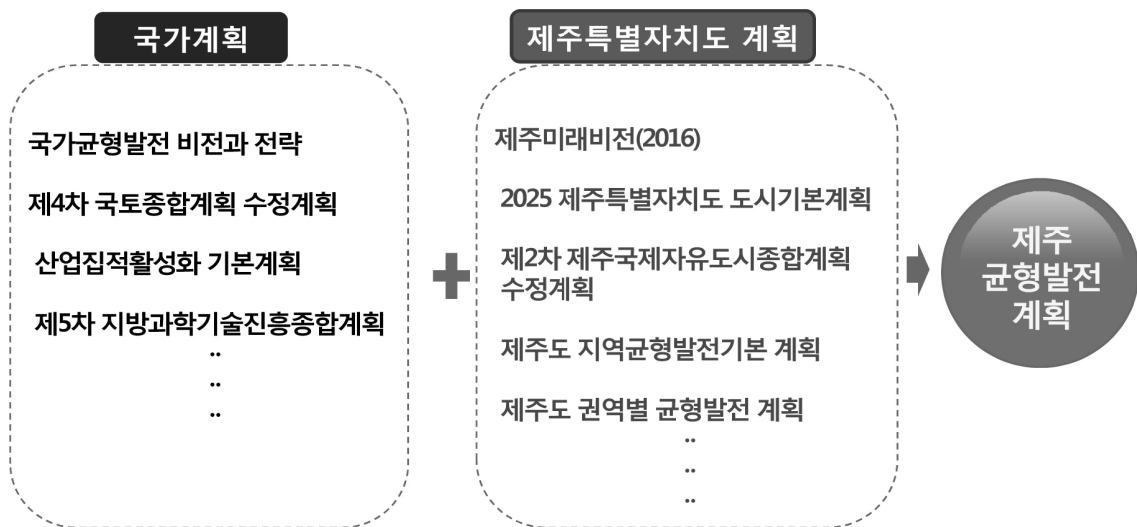 국가계획
국가균형발전 비전과 전략
제4차 국토종합계획 수정계획
산업집적활성화 기본계획
제5차 지방과학기술진흥종합계획
..
..
..
제주특별자치도 계획
제주미래비전(2016)
2025 제주특별자치도 도시기본계획
제2차 제주국제자유도시종합계획
수정계획
제주도 지역균형발전기본 계획
제주도 권역별 균형발전 계획
..
..
..
제주
균형발전
계획